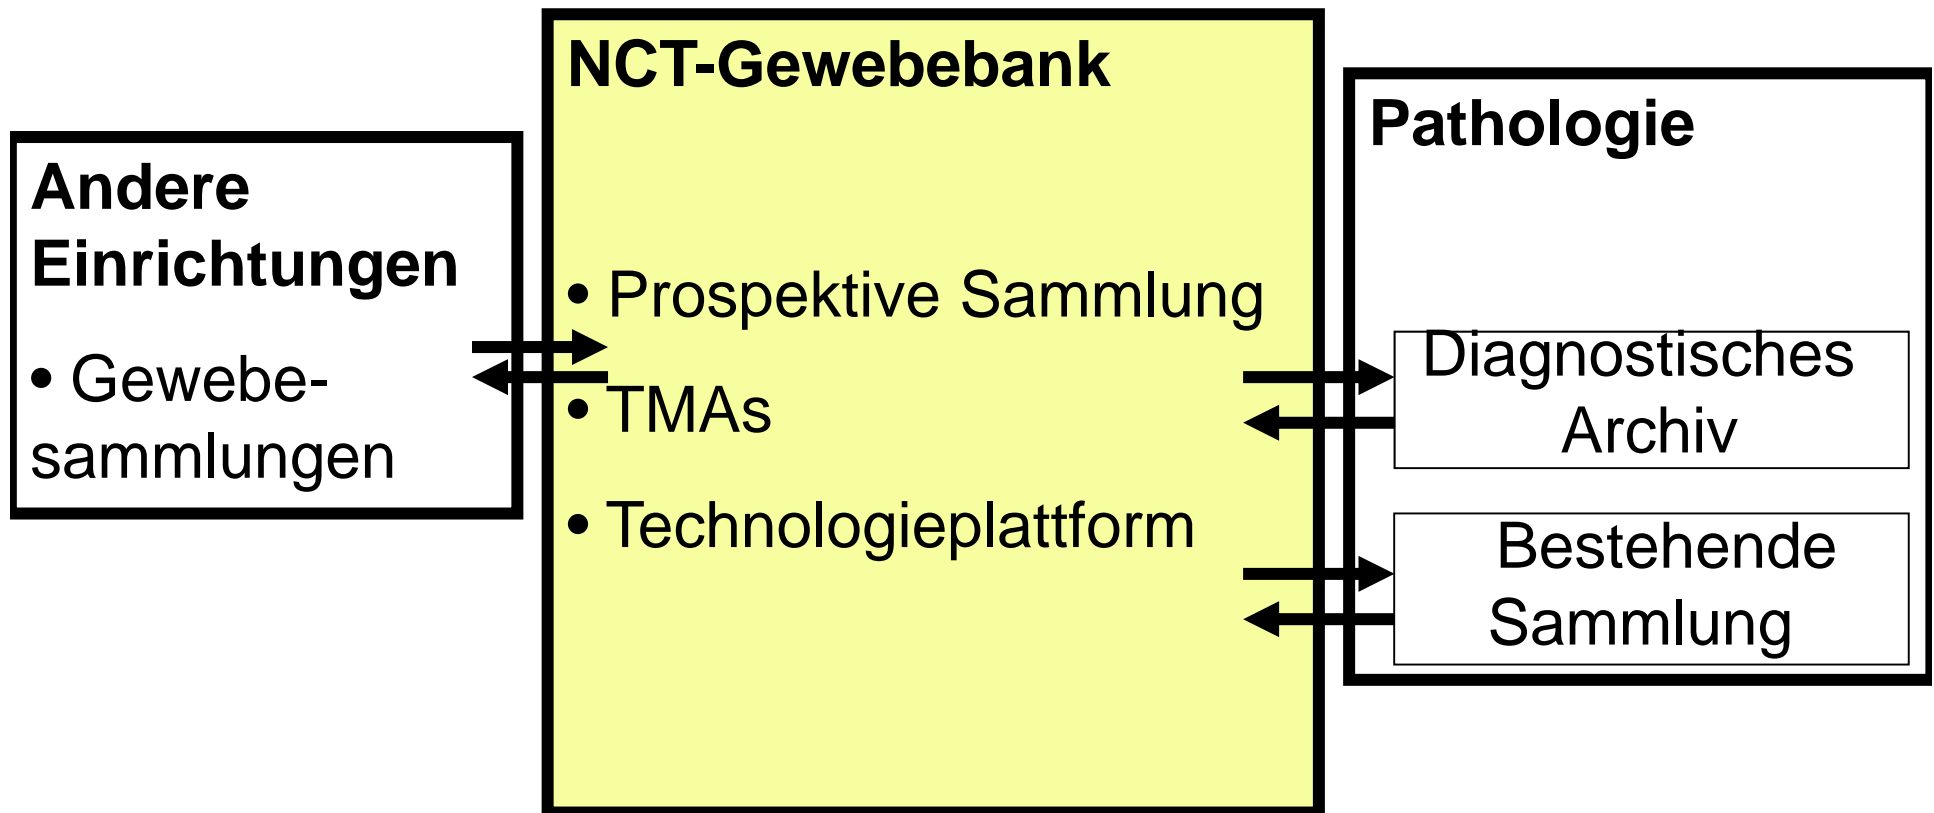 Andere
Einrichtungen
• Gewebe-
sammlungen
NCT-Gewebebank
• Prospektive Sammlung
• TMAs
• Technologieplattform
Pathologie
Diagnostisches
Archiv
Bestehende
Sammlung